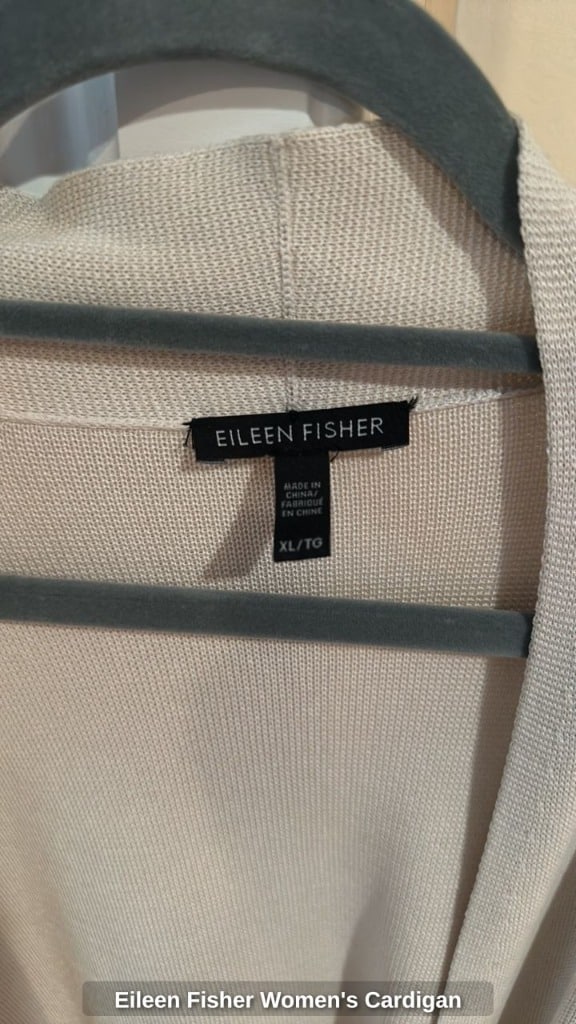 EILEEN FISHER
MADE IN
CHINA/
FABRIQUÉ
EN CHINE
XL/TG
Eileen Fisher Women's Cardigan